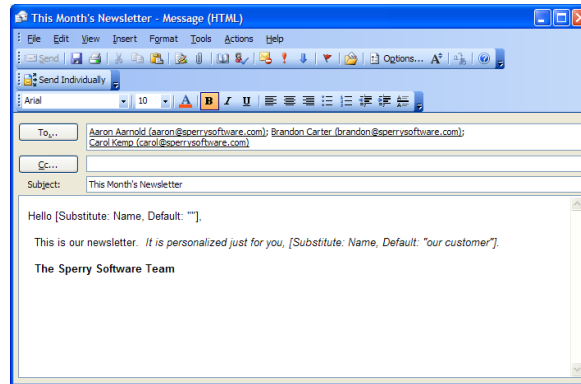 This Month's Newsletter - Message (HTML)
File Edit View Insert Format Tools Actions Help
Send Options...
Send Individually
Arial 10 A B I U
To... Aaron Aarnold (aaron@sperrysoftware.com); Brandon Carter (brandon@sperrysoftware.com);
Carol Kemp (carol@sperrysoftware.com)
Cc...
Subject: This Month's Newsletter
Hello [Substitute: Name, Default: ""],
This is our newsletter. It is personalized just for you, [Substitute: Name, Default: "our customer"].
The Sperry Software Team